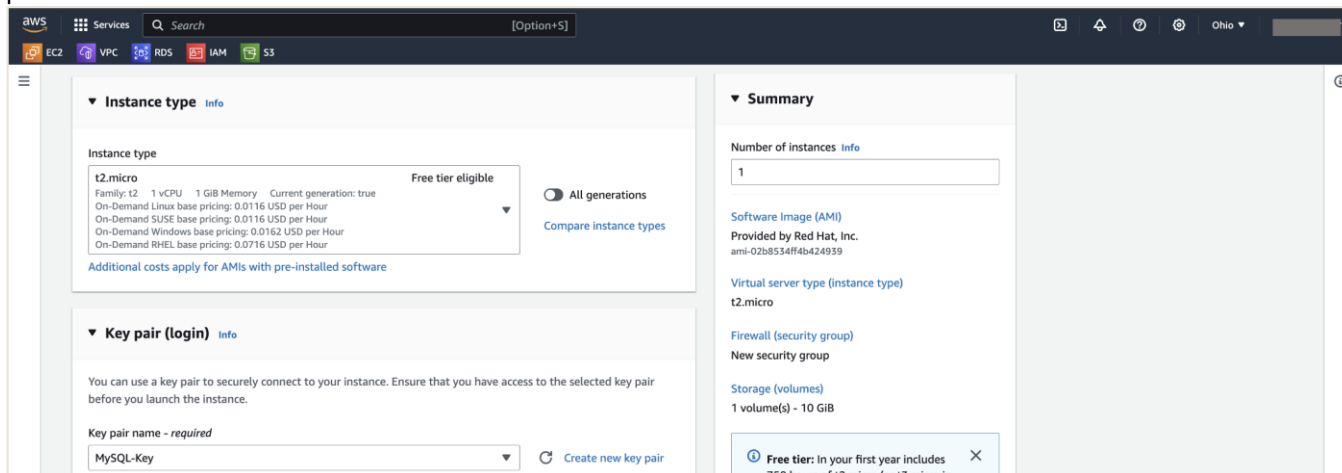 aws
Services
Search
[Option+S]
Ohio
EC2
VPC
RDS
IAM
S3
Instance type Info
Instance type
t2.micro Free tier eligible
Family: t2 1 vCPU 1 GiB Memory Current generation: true
On-Demand Linux base pricing: 0.0116 USD per Hour
On-Demand SUSE base pricing: 0.0116 USD per Hour
On-Demand Windows base pricing: 0.0162 USD per Hour
On-Demand RHEL base pricing: 0.0716 USD per Hour
All generations
Compare instance types
Additional costs apply for AMIs with pre-installed software
Key pair (login) Info
You can use a key pair to securely connect to your instance. Ensure that you have access to the selected key pair
before you launch the instance.
Key pair name - required
MySQL-Key
Create new key pair
Summary
Number of instances Info
1
Software Image (AMI)
Provided by Red Hat, Inc.
ami-02b8534ff4b424939
Virtual server type (instance type)
t2.micro
Firewall (security group)
New security group
Storage (volumes)
1 volume(s) - 10 GiB
Free tier: In your first year includes